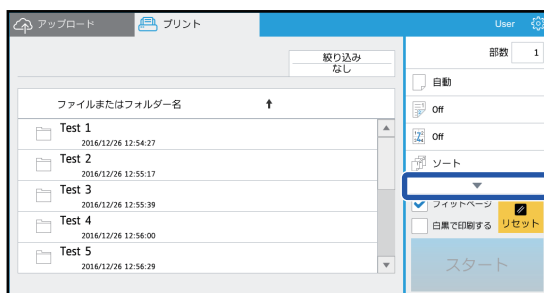 アップロード
プリント
User
絞り込み
なし
部数 1
ファイルまたはフォルダー名
Test 1
2016/12/26 12:54:27
Test 2
2016/12/26 12:55:17
Test 3
2016/12/26 12:55:39
Test 4
2016/12/26 12:56:00
Test 5
2016/12/26 12:56:29
自動
Off
Off
ソート
フィットページ
白黒で印刷する
リセット
スタート